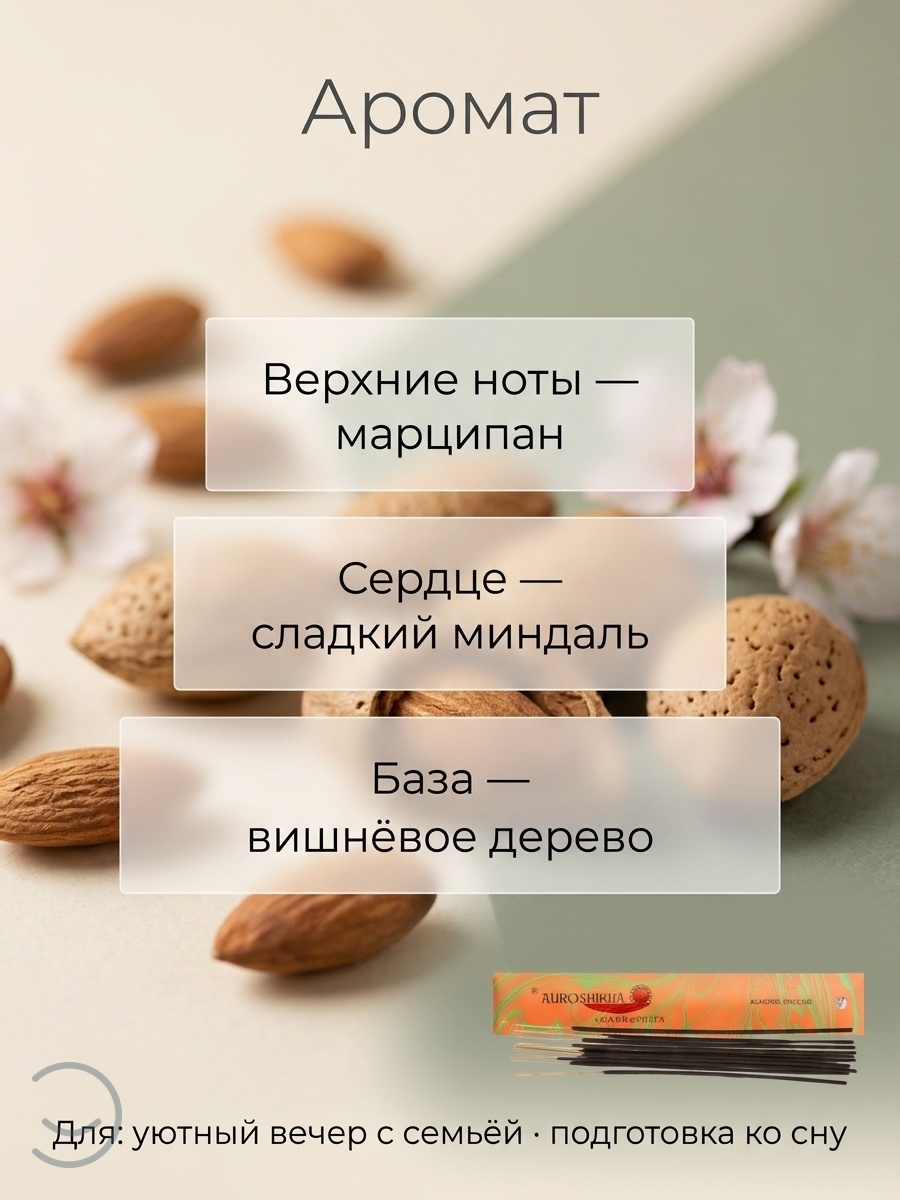 Аромат
Верхние ноты —
марципан
Сердце —
сладкий миндаль
База —
вишнёвое дерево
® AUROSHIKHA
Для: уютный вечер с семьёй · подготовка ко сну